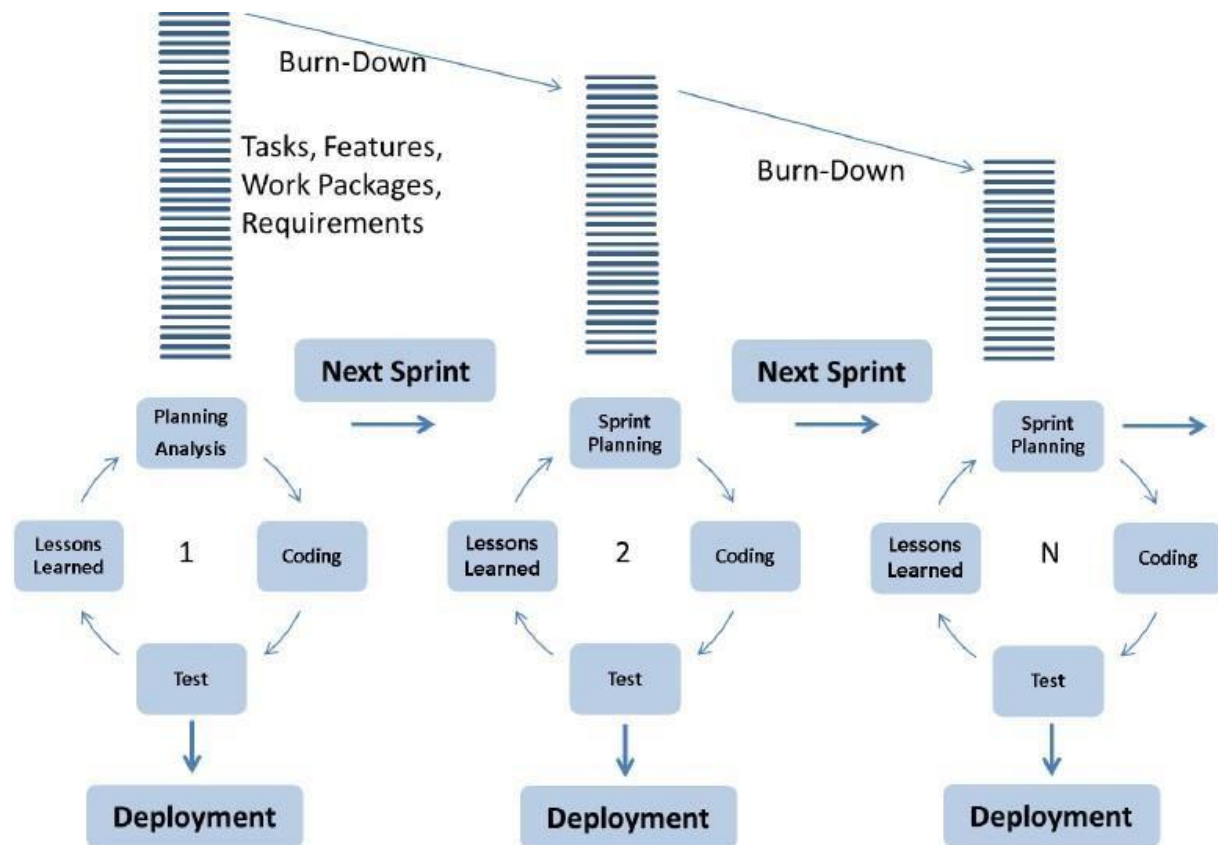 Burn-Down
Tasks, Features,
Work Packages,
Requirements
Burn-Down
Next Sprint
Next Sprint
Planning
Analysis
Lessons
Learned
1
Coding
Test
Deployment
Sprint
Planning
Lessons
Learned
2
Coding
Test
Deployment
Sprint
Planning
Lessons
Learned
N
Coding
Test
Deployment